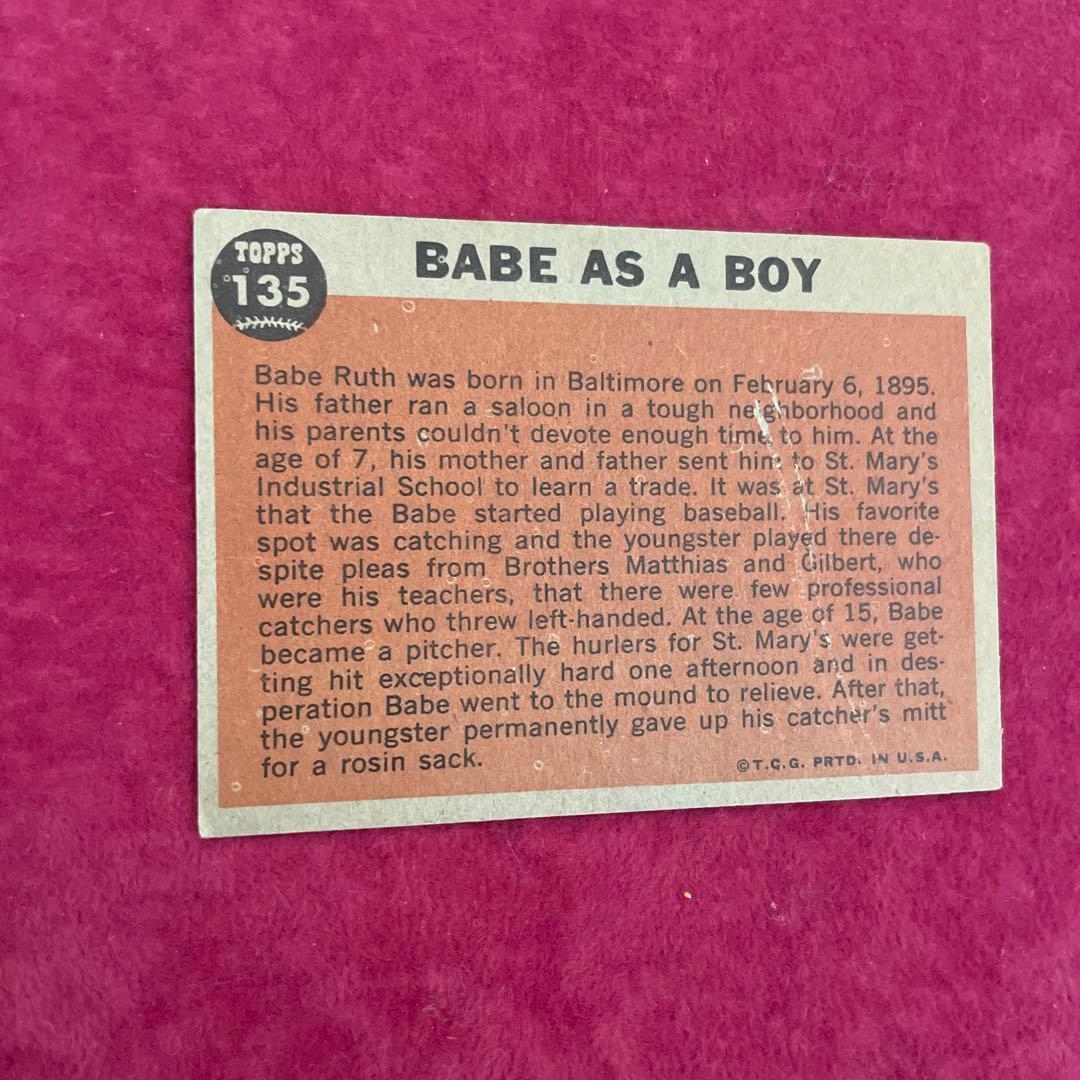 TOPPS
135
BABE AS A BOY
Babe Ruth was born in Baltimore on February 6, 1895.
His father ran a saloon in a tough neighborhood and
his parents couldn't devote enough time to him. At the
age of 7, his mother and father sent him to St. Mary's
Industrial School to learn a trade. It was at St. Mary's
that the Babe started playing baseball. His favorite
spot was catching and the youngster played there de-
spite pleas from Brothers Matthias and Gilbert, who
were his teachers, that there were few professional
catchers who threw left-handed. At the age of 15, Babe
became a pitcher. The hurlers for St. Mary's were get-
ting hit exceptionally hard one afternoon and in des-
peration Babe went to the mound to relieve. After that,
the youngster permanently gave up his catcher's mitt
for a rosin sack.
©T.C.G. PRTD. IN U.S.A.